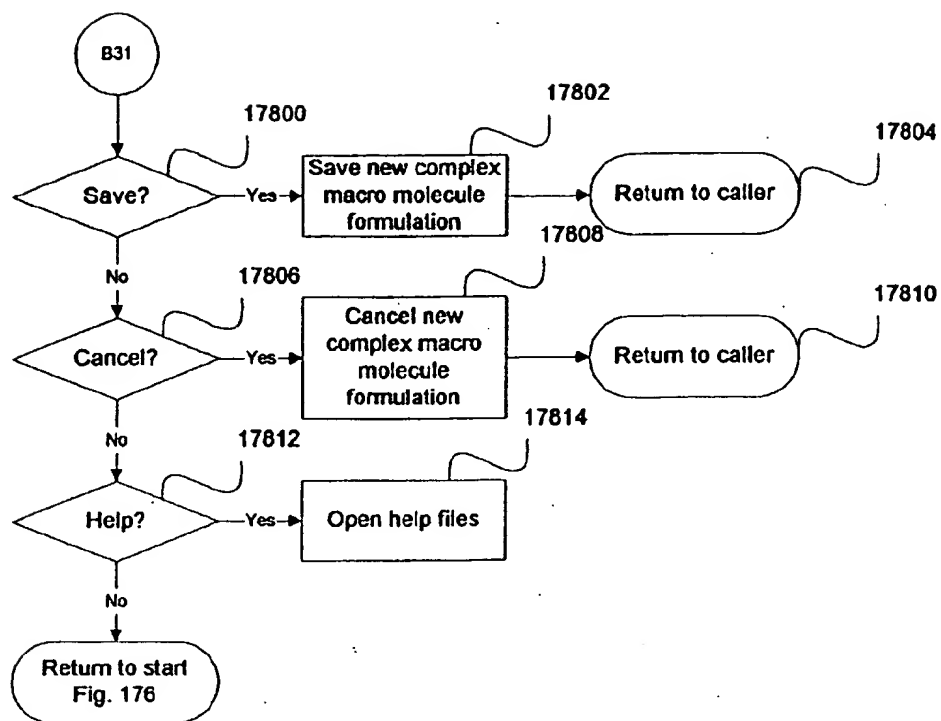 B31
17800
17802
17804
Save?
Yes
Save new complex
macro molecule
formulation
Return to caller
No
17806
17808
17810
Cancel?
Yes
Cancel new
complex macro
molecule
formulation
Return to caller
No
17812
17814
Help?
Yes
Open help files
No
Return to start
Fig. 176